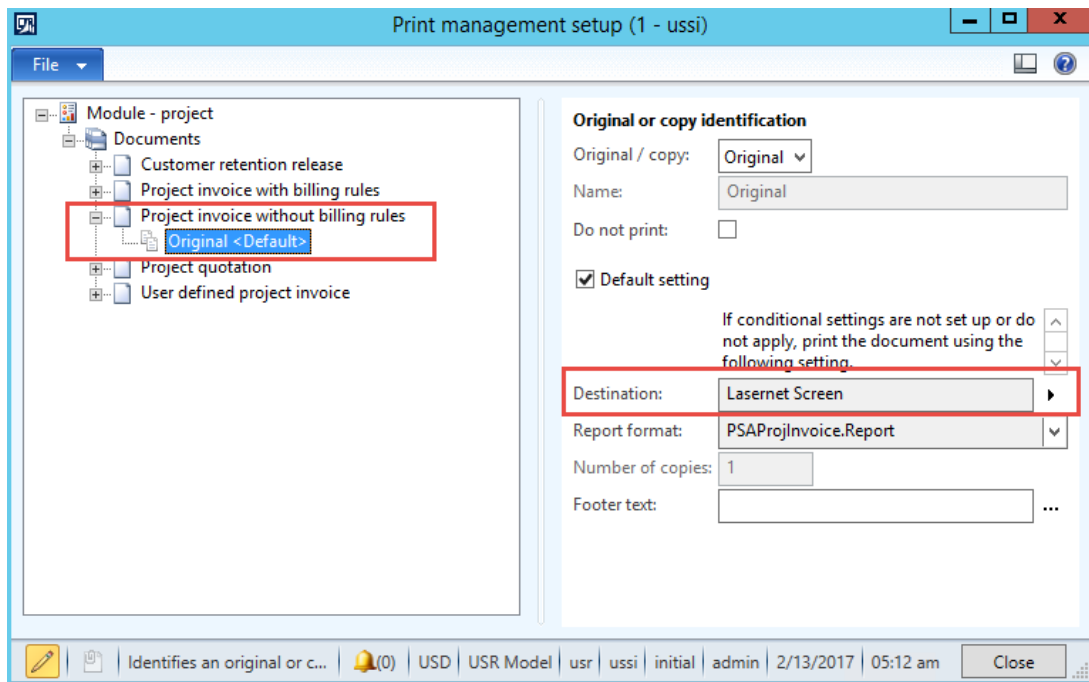 Print management setup (1 - ussi)
File
Module - project
Documents
Customer retention release
Project invoice with billing rules
Project invoice without billing rules
Original <Default>
Project quotation
User defined project invoice
Original or copy identification
Original / copy: Original
Name: Original
Do not print:
Default setting
If conditional settings are not set up or do
not apply, print the document using the
following setting.
Destination: Lasernet Screen
Report format: PSAProjInvoice.Report
Number of copies: 1
Footer text: ...
Identifies an original or c... (0) USD USR Model usr ussi initial admin 2/13/2017 05:12 am Close